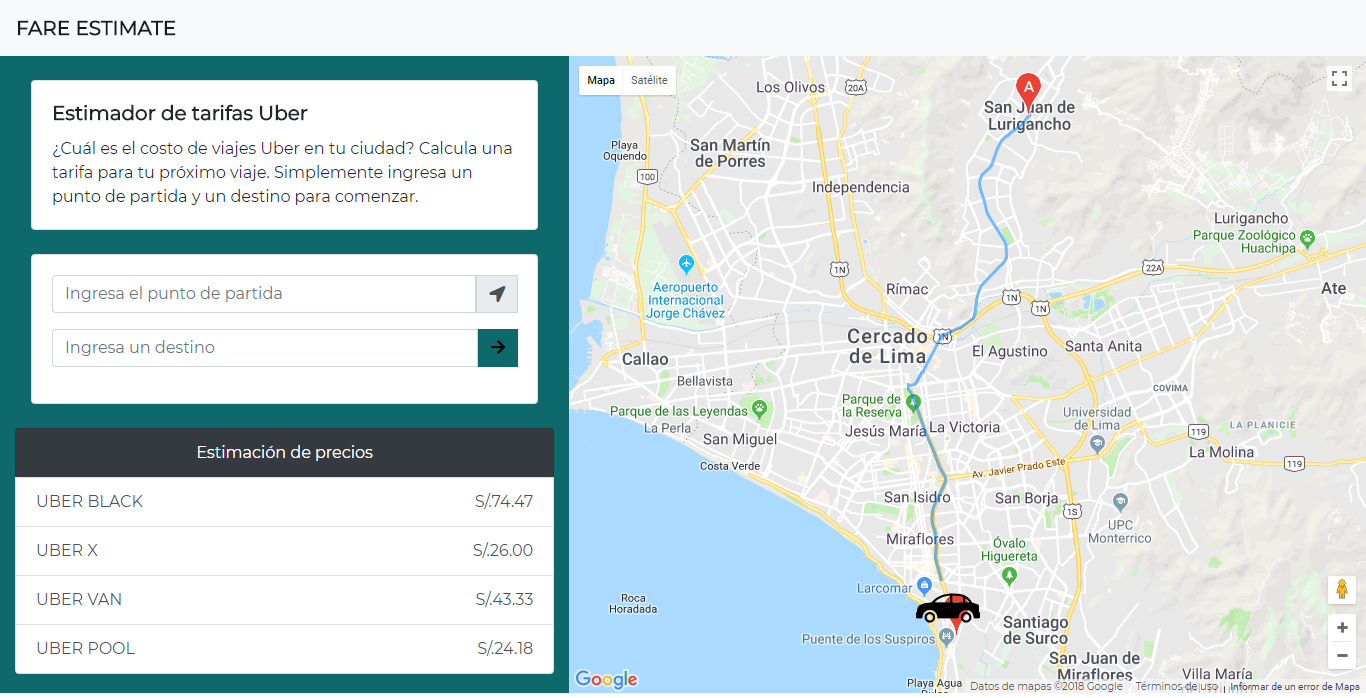 FARE ESTIMATE
Estimador de tarifas Uber
¿Cuál es el costo de viajes Uber en tu ciudad? Calcula una
tarifa para tu próximo viaje. Simplemente ingresa un
punto de partida y un destino para comenzar.
Ingresa el punto de partida
Ingresa un destino
Estimación de precios
UBER BLACK S/.74.47
UBER X S/.26.00
UBER VAN S/.43.33
UBER POOL S/.24.18
Mapa Satélite
Los Olivos
20A
A
San Juan de
Lurigancho
Playa
Oquendo
San Martín
de Porres
100
Independencia
Lurigancho
Parque Zoológico
Huachipa
1N
22A
Aeropuerto
Internacional
Jorge Chávez
Rímac
1N
1N
Ate
Cercado
de Lima
1N
El Agustino
Santa Anita
Callao
Bellavista
COVIMA
Parque de las Leyendas
La Perla
Parque de
la Reserva
Jesús María
La Victoria
Universidad
de Lima
119
LA PLANICIE
San Miguel
La Molina
Costa Verde
Av. Javier Prado Este
119
San Isidro
San Borja
1S
UPC
Monterrico
Miraflores
Óvalo
Higuereta
Larcomar
Roca
Horadada
Santiago
de Surco
Puente de los Suspiros
San Juan de
Miraflores
Villa María
Playa Agua
Google
Datos de mapas ©2018 Google
Términos de uso
Informar de un error de Maps